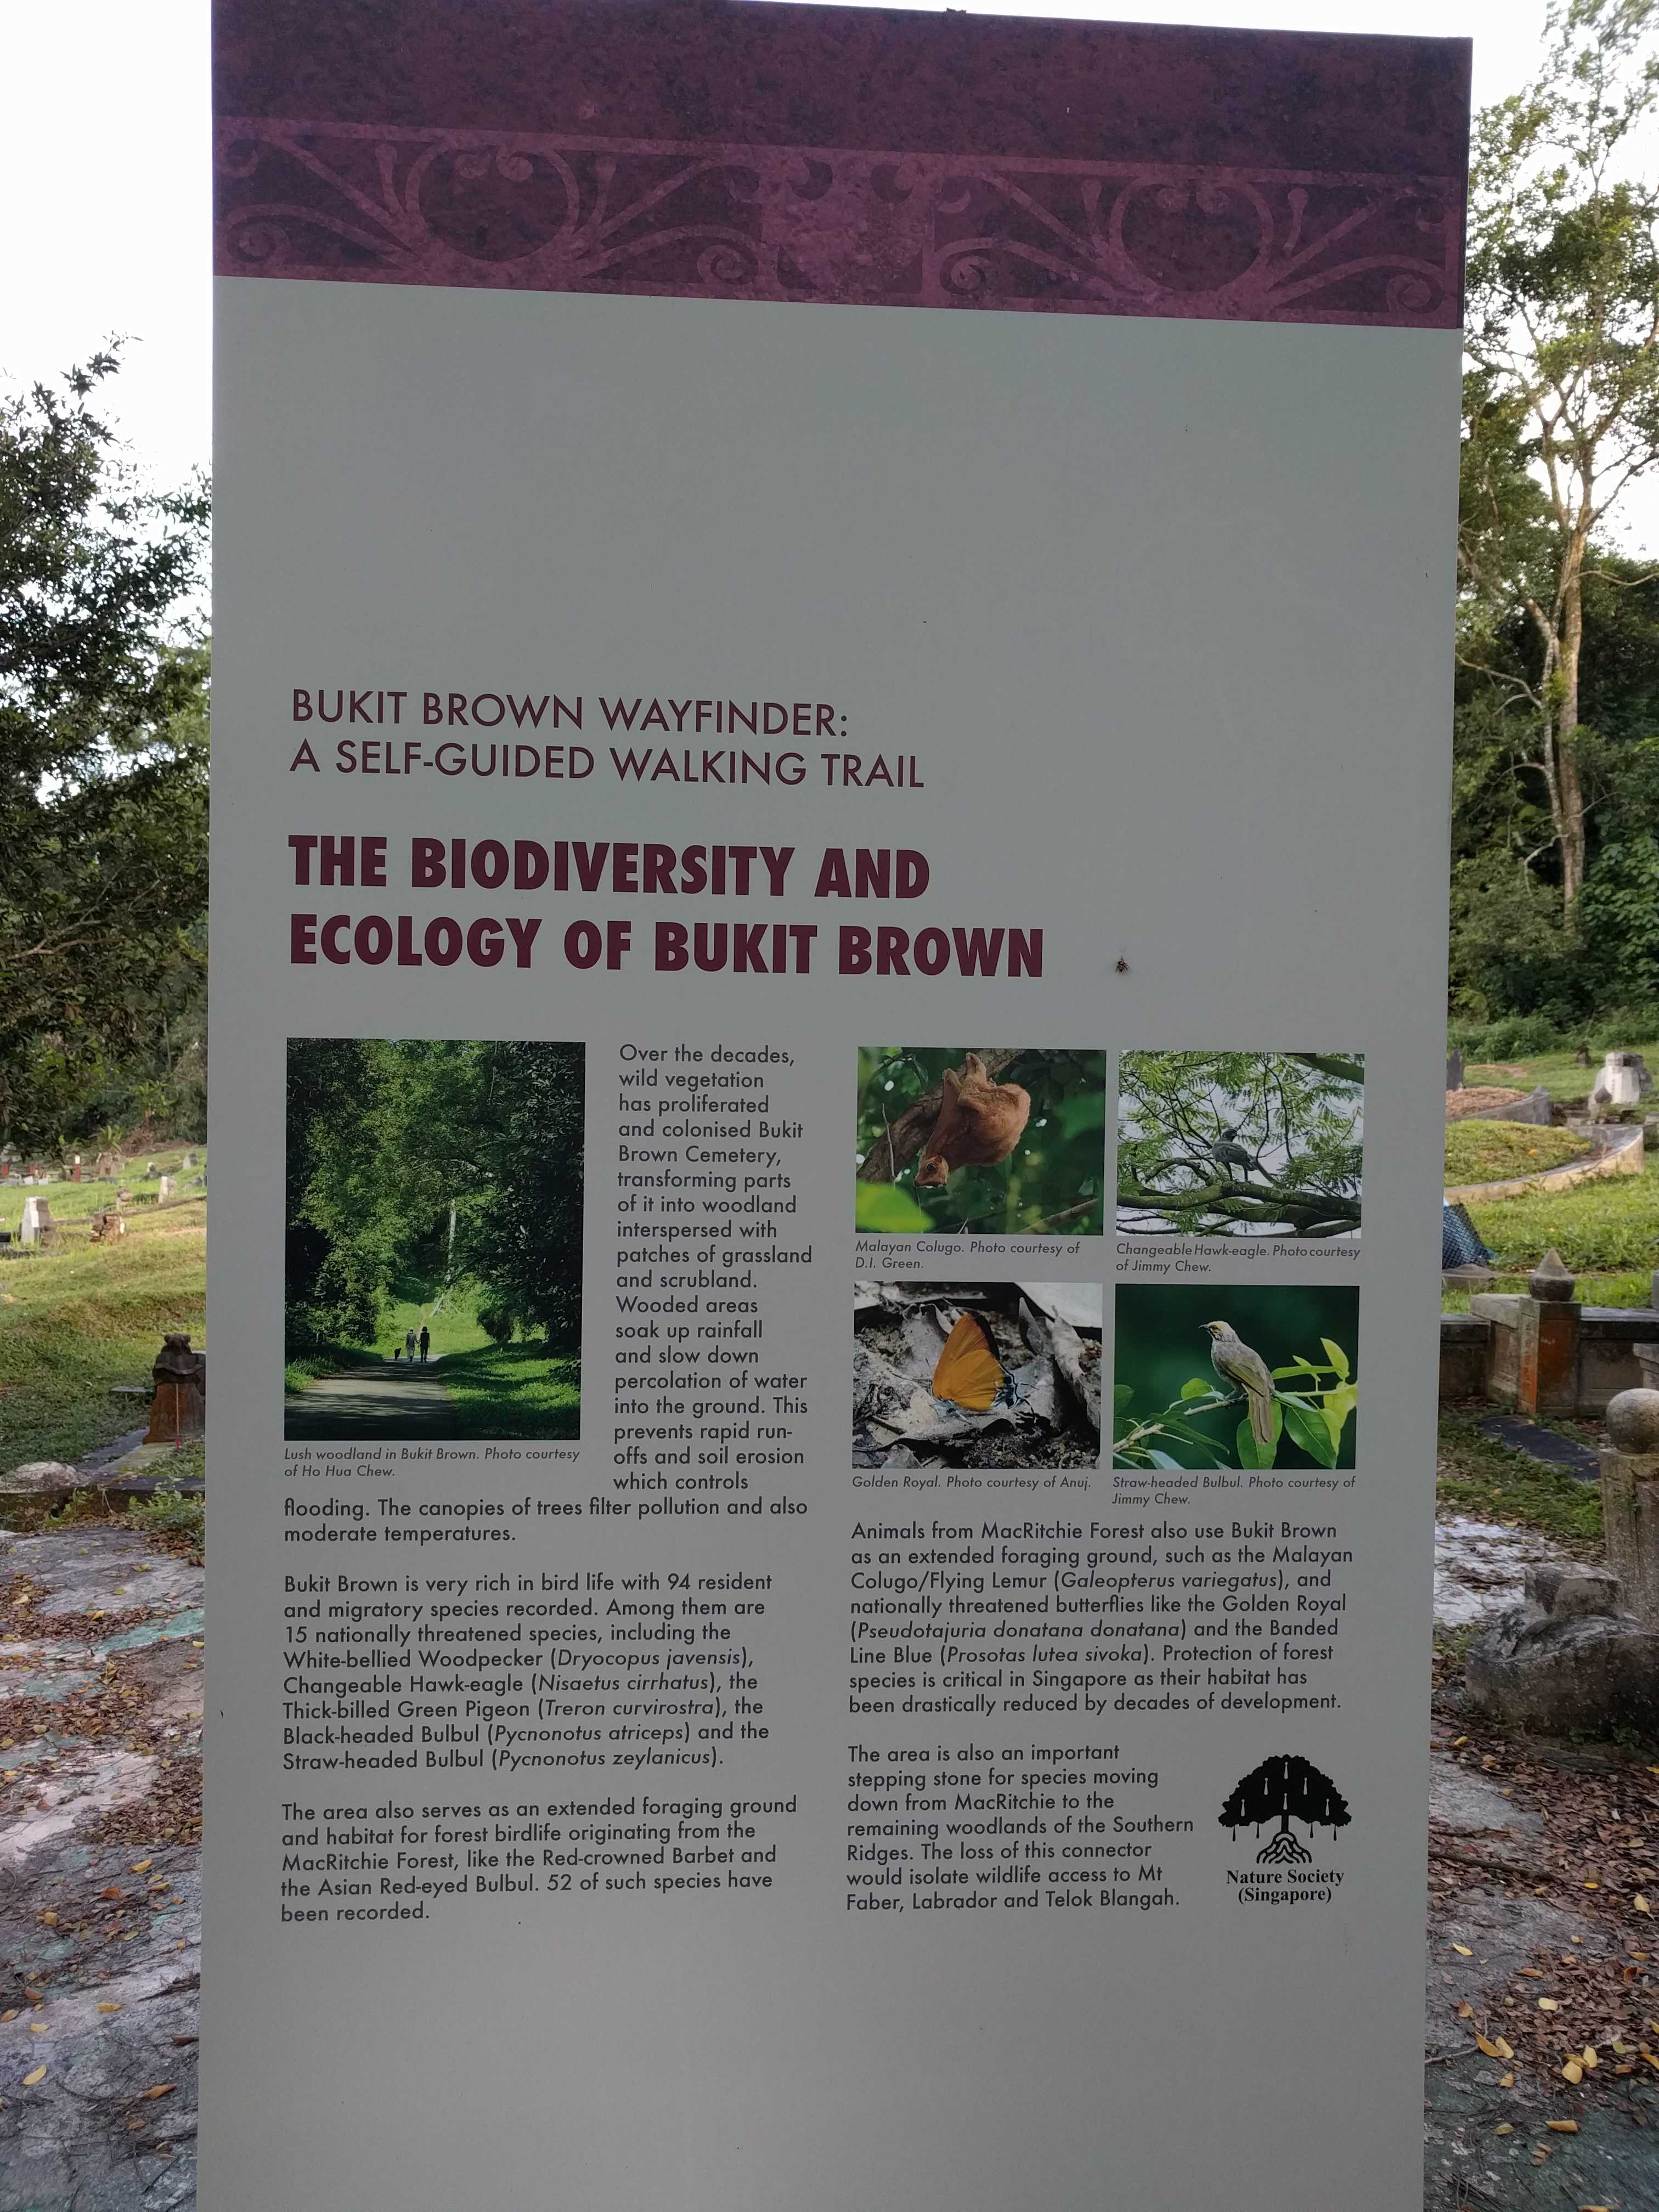 BUKIT BROWN WAYFINDER:
A SELF-GUIDED WALKING TRAIL
THE BIODIVERSITY AND
ECOLOGY OF BUKIT BROWN
Over the decades,
wild vegetation
has proliferated
and colonised Bukit
Brown Cemetery,
transforming parts
of it into woodland
interspersed with
patches of grassland
and scrubland.
Wooded areas
soak up rainfall
and slow down
percolation of water
into the ground. This
prevents rapid run-
offs and soil erosion
which controls
flooding. The canopies of trees filter pollution and also
moderate temperatures.
Lush woodland in Bukit Brown. Photo courtesy
of Ho Hua Chew.
Bukit Brown is very rich in bird life with 94 resident
and migratory species recorded. Among them are
15 nationally threatened species, including the
White-bellied Woodpecker (Dryocopus javensis),
Changeable Hawk-eagle (Nisaetus cirrhatus), the
Thick-billed Green Pigeon (Treron curvirostra), the
Black-headed Bulbul (Pycnonotus atriceps) and the
Straw-headed Bulbul (Pycnonotus zeylanicus).
The area also serves as an extended foraging ground
and habitat for forest birdlife originating from the
MacRitchie Forest, like the Red-crowned Barbet and
the Asian Red-eyed Bulbul. 52 of such species have
been recorded.
Malayan Colugo. Photo courtesy of
D.I. Green.
Changeable Hawk-eagle. Photo courtesy
of Jimmy Chew.
Golden Royal. Photo courtesy of Anuj.
Straw-headed Bulbul. Photo courtesy of
Jimmy Chew.
Animals from MacRitchie Forest also use Bukit Brown
as an extended foraging ground, such as the Malayan
Colugo/Flying Lemur (Galeopterus variegatus), and
nationally threatened butterflies like the Golden Royal
(Pseudotajuria donatana donatana) and the Banded
Line Blue (Prosotas lutea sivoka). Protection of forest
species is critical in Singapore as their habitat has
been drastically reduced by decades of development.
The area is also an important
stepping stone for species moving
down from MacRitchie to the
remaining woodlands of the Southern
Ridges. The loss of this connector
would isolate wildlife access to Mt
Faber, Labrador and Telok Blangah.
Nature Society
(Singapore)